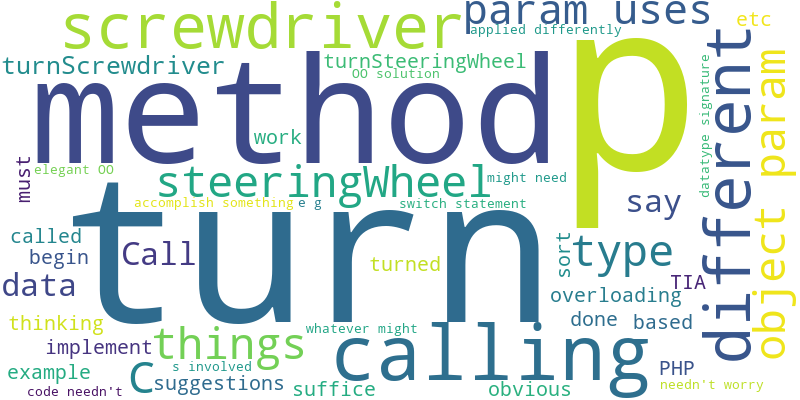 screwdriver
param uses
etc
applied differently
turnScrewdriver
turnSteeringWheel
OO solution
method
p
different
datatype signature
object param
work
must
elegant OO
steeringWheel
might need
accomplish something
e g
switch statement
say
turn
called
begin
Call
type
sort
data
turned
TIA
overloading
thinking
things
whatever might
calling
done
based
implement
example
C
s involved
suggestions
suffice
obvious
PHP
code needn't
needn't worry